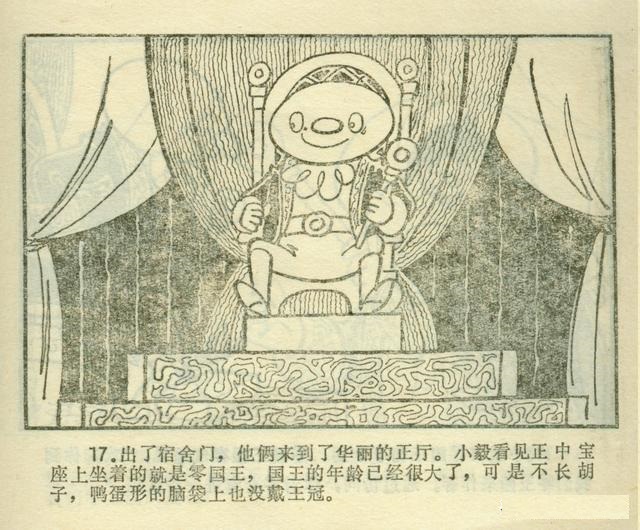 17.出了宿舍门，他俩来到了华丽的正厅。小毅看见正中宝
座上坐着的就是零国王，国王的年龄已经很大了，可是不长胡
子，鸭蛋形的脑袋上也没戴王冠。